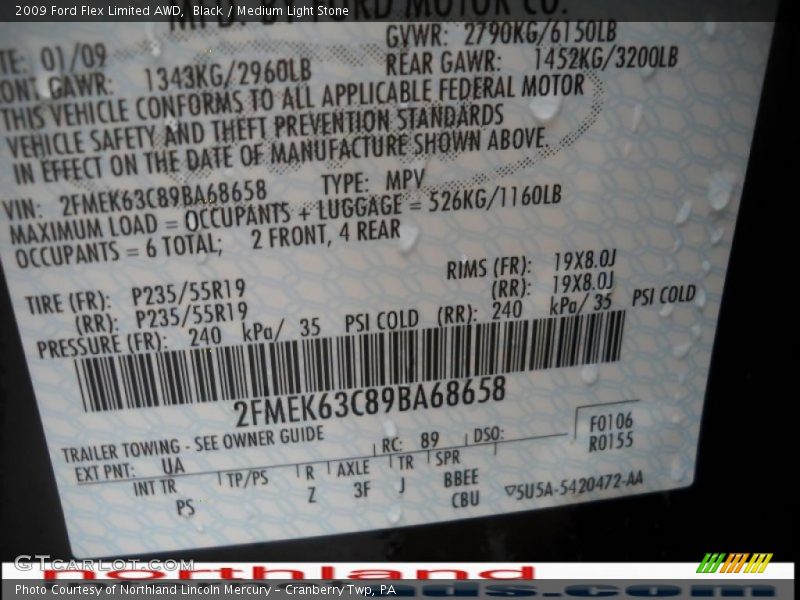 2009 Ford Flex Limited AWD, Black / Medium Light Stone
MOTOR CO.
TE: 01/09 GVWR: 2790KG/6150LB
ONT GAWR: 1343KG/2960LB REAR GAWR: 1452KG/3200LB
THIS VEHICLE CONFORMS TO ALL APPLICABLE FEDERAL MOTOR
VEHICLE SAFETY AND THEFT PREVENTION STANDARDS
IN EFFECT ON THE DATE OF MANUFACTURE SHOWN ABOVE.
VIN: 2FMEK63C89BA68658 TYPE: MPV
MAXIMUM LOAD = OCCUPANTS + LUGGAGE = 526KG/1160LB
OCCUPANTS = 6 TOTAL; 2 FRONT, 4 REAR
TIRE (FR): P235/55R19 RIMS (FR): 19X8.0J
(RR): P235/55R19 (RR): 19X8.0J
PRESSURE (FR): 240 kPa/ 35 PSI COLD (RR): 240 kPa/ 35 PSI COLD
2FMEK63C89BA68658
TRAILER TOWING - SEE OWNER GUIDE RC: 89 DSO: F0106
EXT PNT: UA R0155
INT TR TP/PS R AXLE TR SPR
PS Z 3F J BBEE
CBU 5U5A-5420472-AA
GTCarLot.com
northland
Photo Courtesy of Northland Lincoln Mercury - Cranberry Twp, PA